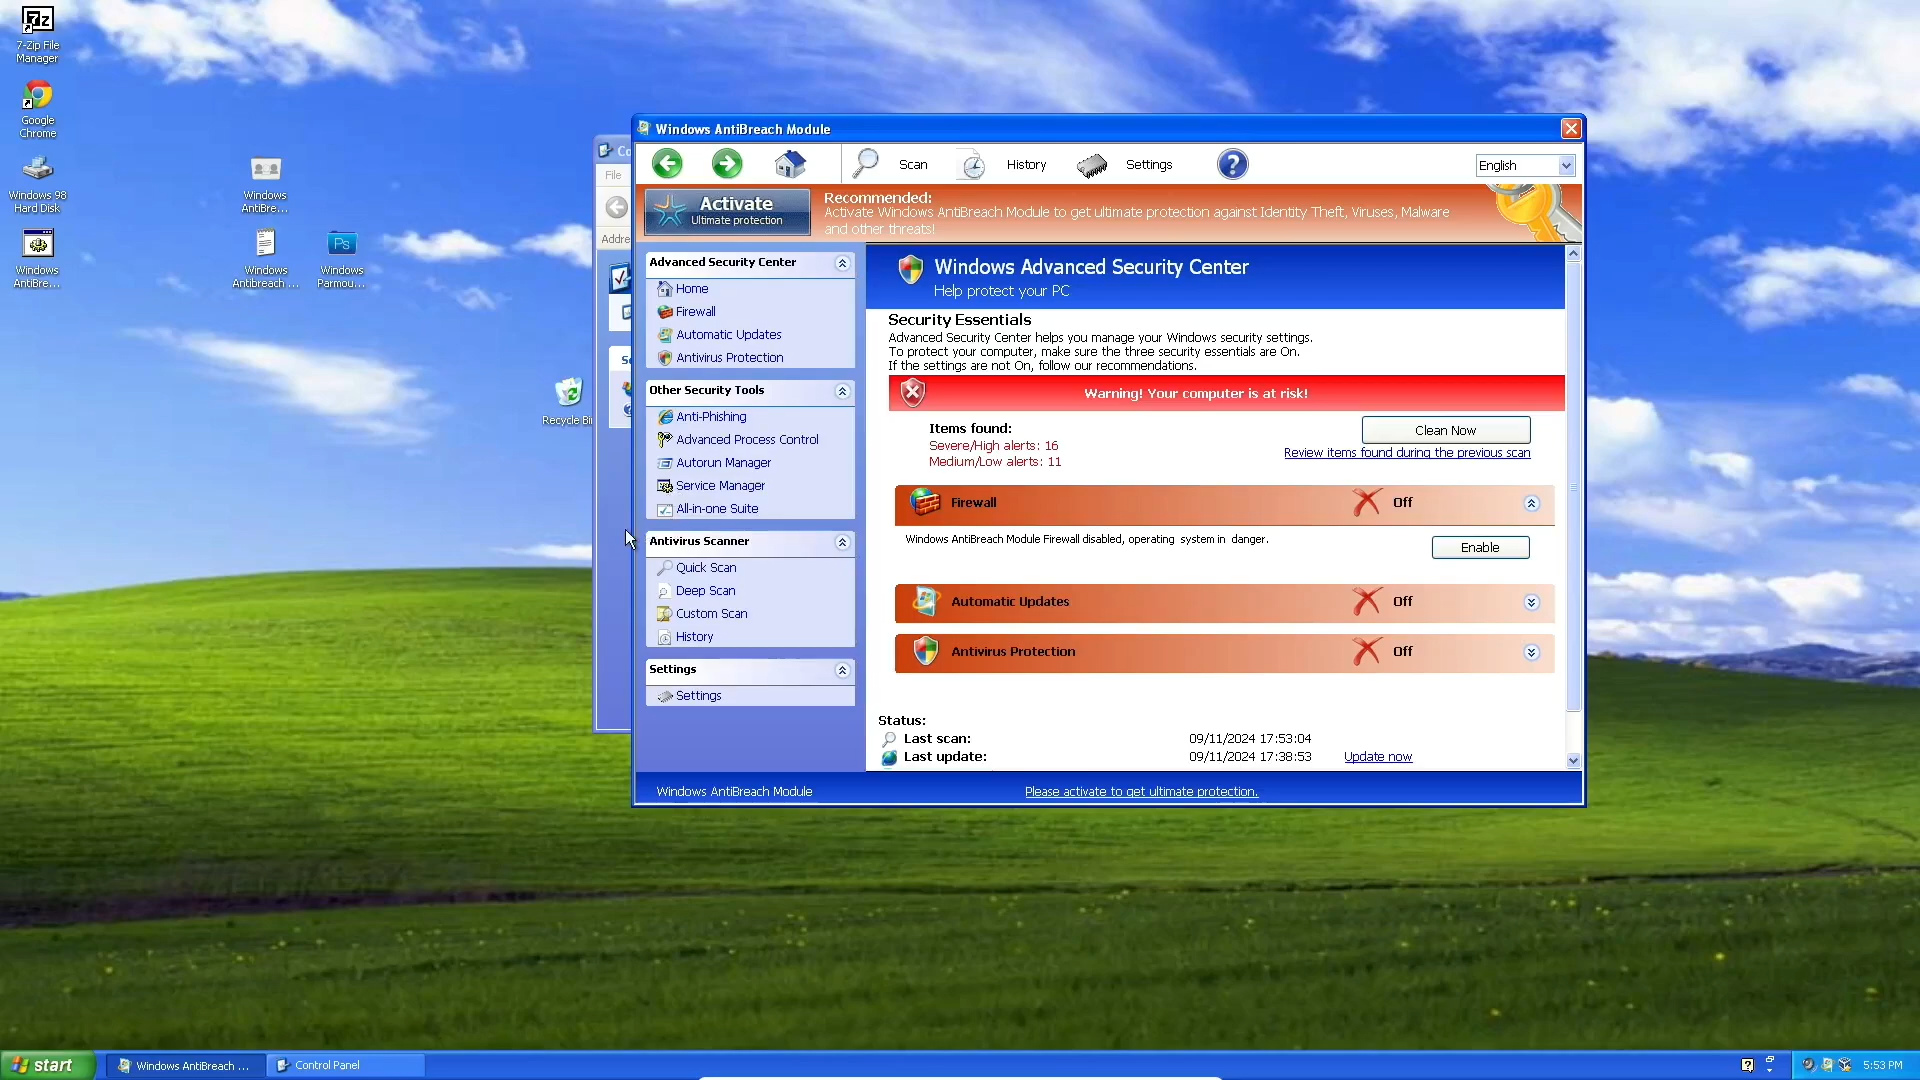 7-Zip File
Manager
Google
Chrome
Windows 98
Hard Disk
Windows
AntiBre...
Windows
AntiBre...
Windows
Antibreach ...
Windows
Parmou...
Recycle Bin
Co
File
Addre
Se
Windows AntiBreach Module
Scan
History
Settings
English
Activate
Ultimate protection
Recommended:
Activate Windows AntiBreach Module to get ultimate protection against Identity Theft, Viruses, Malware
and other threats!
Advanced Security Center
Home
Firewall
Automatic Updates
Antivirus Protection
Other Security Tools
Anti-Phishing
Advanced Process Control
Autorun Manager
Service Manager
All-in-one Suite
Antivirus Scanner
Quick Scan
Deep Scan
Custom Scan
History
Settings
Settings
Windows Advanced Security Center
Help protect your PC
Security Essentials
Advanced Security Center helps you manage your Windows security settings.
To protect your computer, make sure the three security essentials are On.
If the settings are not On, follow our recommendations.
Warning! Your computer is at risk!
Items found:
Severe/High alerts: 16
Medium/Low alerts: 11
Clean Now
Review items found during the previous scan
Firewall Off
Windows AntiBreach Module Firewall disabled, operating system in danger.
Enable
Automatic Updates Off
Antivirus Protection Off
Status:
Last scan: 09/11/2024 17:53:04
Last update: 09/11/2024 17:38:53 Update now
Windows AntiBreach Module
Please activate to get ultimate protection.
start
Windows AntiBreach ...
Control Panel
5:53 PM